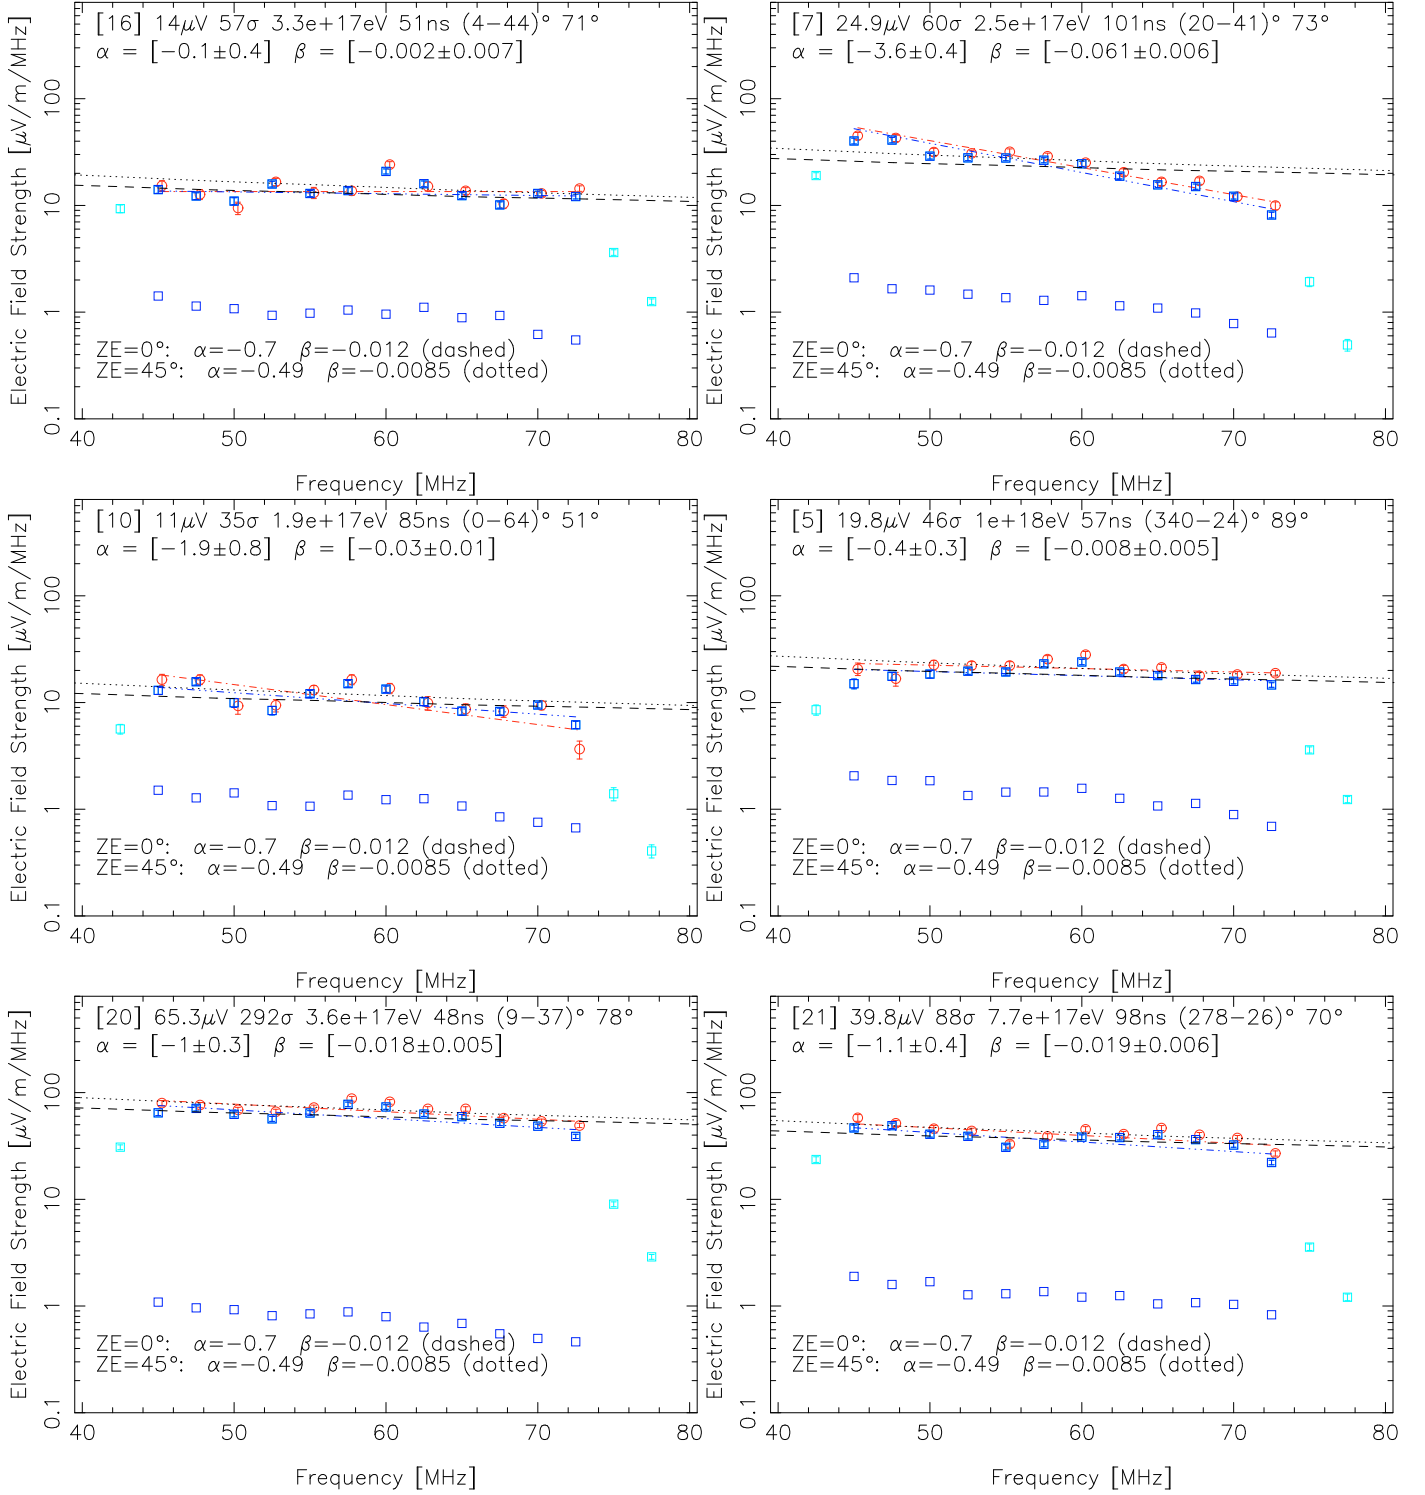 [16] 14μV 57σ 3.3e+17eV 51ns (4−44)° 71°
α = [−0.1±0.4] β = [−0.002±0.007]
Electric Field Strength [μV/m/MHz]
100
10
1
0.1
ZE=0°: α=−0.7 β=−0.012 (dashed)
ZE=45°: α=−0.49 β=−0.0085 (dotted)
40 50 60 70 80
Frequency [MHz]
[7] 24.9μV 60σ 2.5e+17eV 101ns (20−41)° 73°
α = [−3.6±0.4] β = [−0.061±0.006]
Electric Field Strength [μV/m/MHz]
100
10
1
0.1
ZE=0°: α=−0.7 β=−0.012 (dashed)
ZE=45°: α=−0.49 β=−0.0085 (dotted)
40 50 60 70 80
Frequency [MHz]
[10] 11μV 35σ 1.9e+17eV 85ns (0−64)° 51°
α = [−1.9±0.8] β = [−0.03±0.01]
Electric Field Strength [μV/m/MHz]
100
10
1
0.1
ZE=0°: α=−0.7 β=−0.012 (dashed)
ZE=45°: α=−0.49 β=−0.0085 (dotted)
40 50 60 70 80
Frequency [MHz]
[5] 19.8μV 46σ 1e+18eV 57ns (340−24)° 89°
α = [−0.4±0.3] β = [−0.008±0.005]
Electric Field Strength [μV/m/MHz]
100
10
1
0.1
ZE=0°: α=−0.7 β=−0.012 (dashed)
ZE=45°: α=−0.49 β=−0.0085 (dotted)
40 50 60 70 80
Frequency [MHz]
[20] 65.3μV 292σ 3.6e+17eV 48ns (9−37)° 78°
α = [−1±0.3] β = [−0.018±0.005]
Electric Field Strength [μV/m/MHz]
100
10
1
0.1
ZE=0°: α=−0.7 β=−0.012 (dashed)
ZE=45°: α=−0.49 β=−0.0085 (dotted)
40 50 60 70 80
Frequency [MHz]
[21] 39.8μV 88σ 7.7e+17eV 98ns (278−26)° 70°
α = [−1.1±0.4] β = [−0.019±0.006]
Electric Field Strength [μV/m/MHz]
100
10
1
0.1
ZE=0°: α=−0.7 β=−0.012 (dashed)
ZE=45°: α=−0.49 β=−0.0085 (dotted)
40 50 60 70 80
Frequency [MHz]